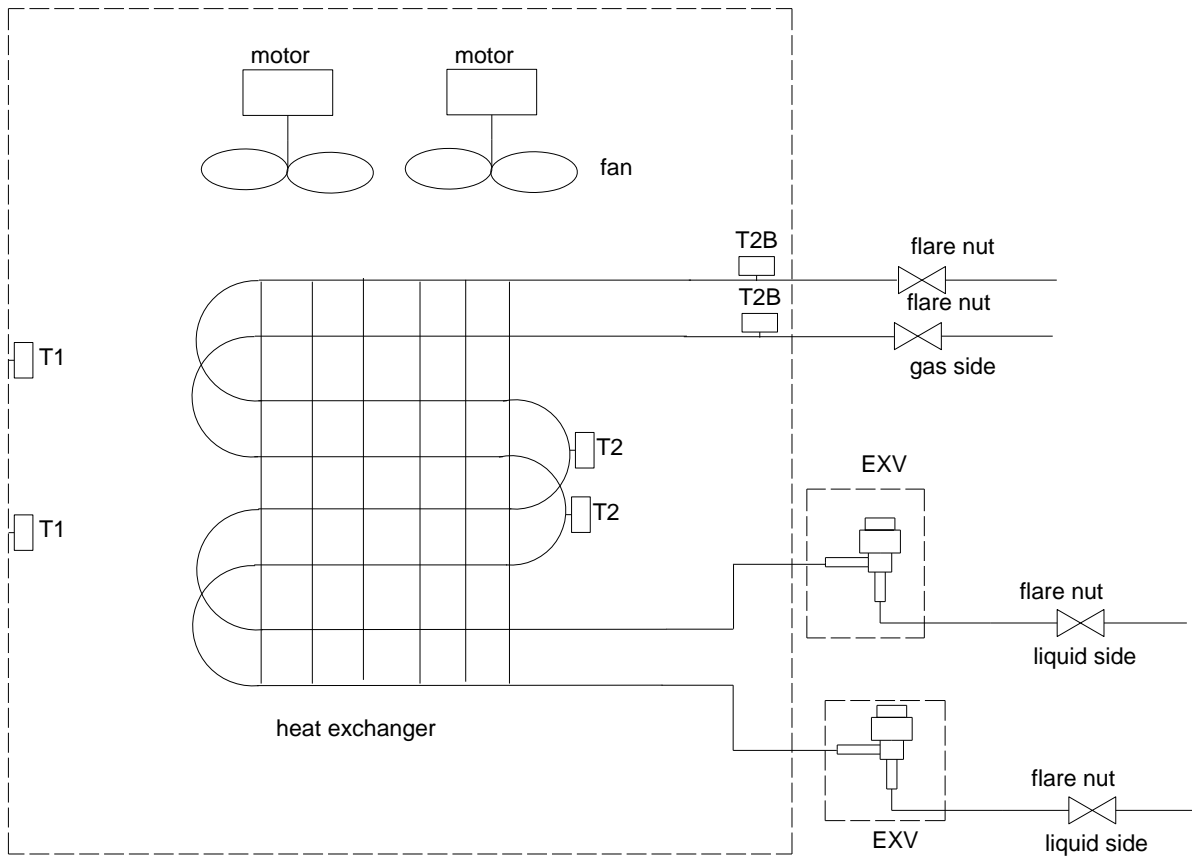 motor
motor
fan
T2B
flare nut
T2B
flare nut
T1
gas side
T2
EXV
T2
T1
flare nut
liquid side
heat exchanger
flare nut
EXV
liquid side